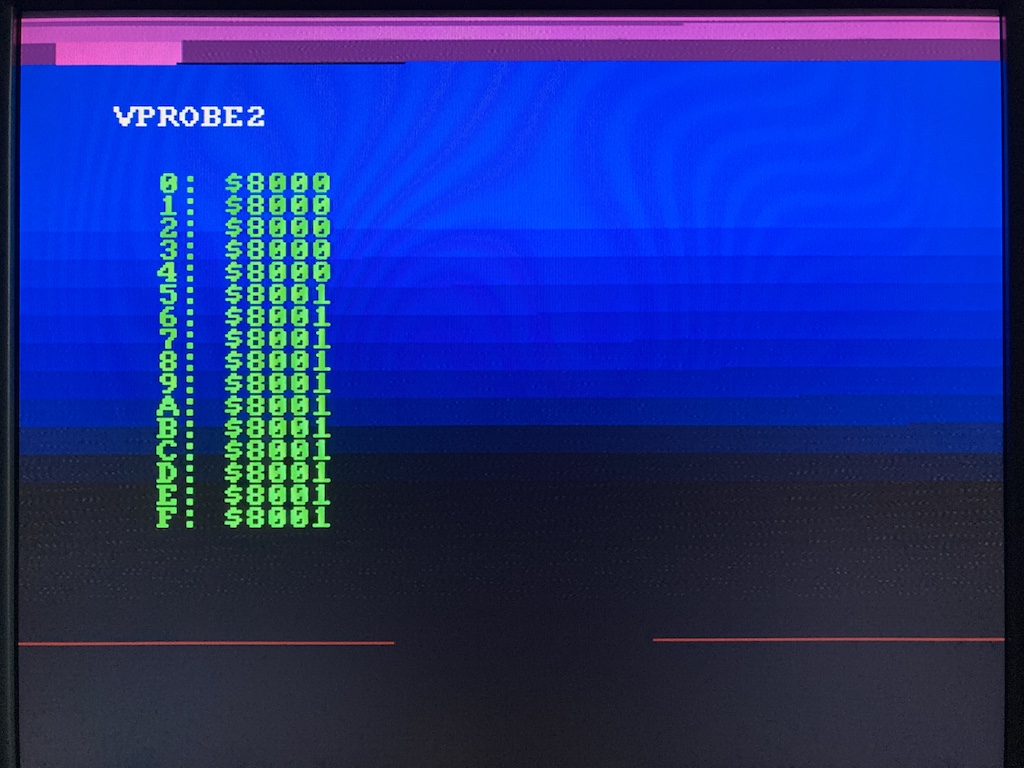 VPROBE2
0: $8000
1: $8000
2: $8000
3: $8000
4: $8000
5: $8001
6: $8001
7: $8001
8: $8001
9: $8001
A: $8001
B: $8001
C: $8001
D: $8001
E: $8001
F: $8001